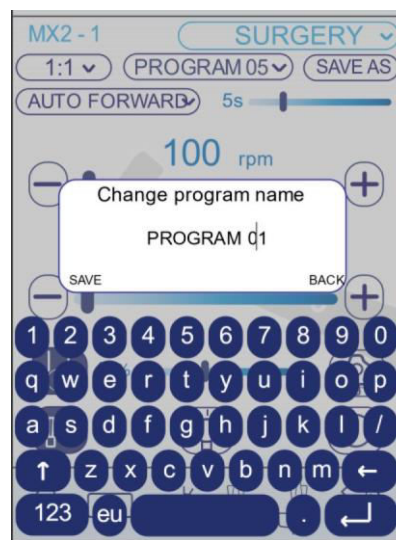 MX2 - 1 SURGERY
1:1 PROGRAM 05 SAVE AS
AUTO FORWARD 5s
100 rpm
Change program name
PROGRAM 01
SAVE BACK
1 2 3 4 5 6 7 8 9 0
q w e r t y u i o p
a s d f g h j k l /
↑ z x c v b n m ←
123 eu .